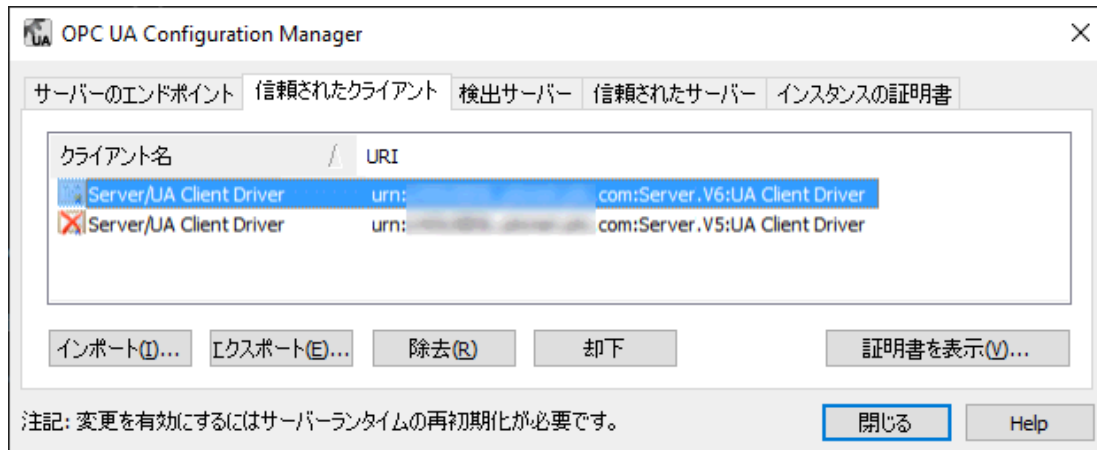 OPC UA Configuration Manager
サーバーのエンドポイント 信頼されたクライアント 検出サーバー 信頼されたサーバー インスタンスの証明書
クライアント名 URI
Server/UA Client Driver urn: com:Server.V6:UA Client Driver
Server/UA Client Driver urn: com:Server.V5:UA Client Driver
インポート(I)... エクスポート(E)... 除去(R) 却下 証明書を表示(V)...
注記: 変更を有効にするにはサーバーランタイムの再初期化が必要です。 閉じる Help